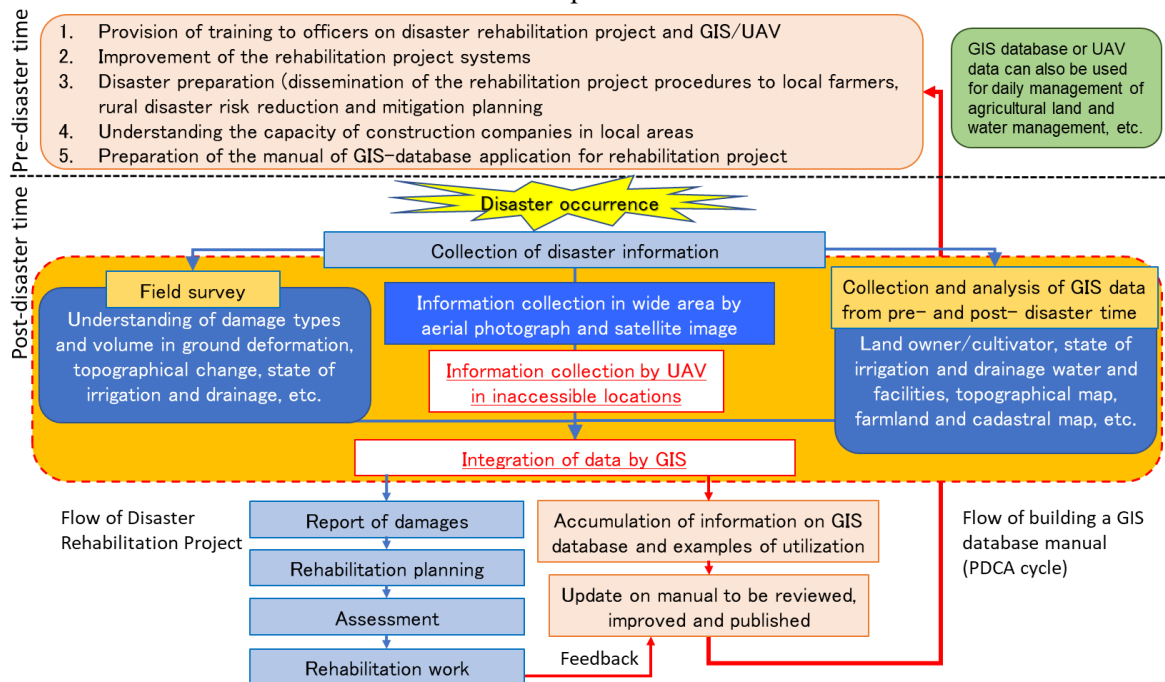 Pre-disaster time
1. Provision of training to officers on disaster rehabilitation project and GIS/UAV
2. Improvement of the rehabilitation project systems
3. Disaster preparation (dissemination of the rehabilitation project procedures to local farmers,
rural disaster risk reduction and mitigation planning
4. Understanding the capacity of construction companies in local areas
5. Preparation of the manual of GIS-database application for rehabilitation project
GIS database or UAV
data can also be used
for daily management of
agricultural land and
water management, etc.
Post-disaster time
Disaster occurrence
Collection of disaster information
Field survey
Understanding of damage types
and volume in ground deformation,
topographical change, state of
irrigation and drainage, etc.
Information collection in wide area by
aerial photograph and satellite image
Information collection by UAV
in inaccessible locations
Collection and analysis of GIS data
from pre- and post- disaster time
Land owner/cultivator, state of
irrigation and drainage water and
facilities, topographical map,
farmland and cadastral map, etc.
Integration of data by GIS
Flow of Disaster
Rehabilitation Project
Report of damages
Rehabilitation planning
Assessment
Rehabilitation work
Feedback
Accumulation of information on GIS
database and examples of utilization
Update on manual to be reviewed,
improved and published
Flow of building a GIS
database manual
(PDCA cycle)